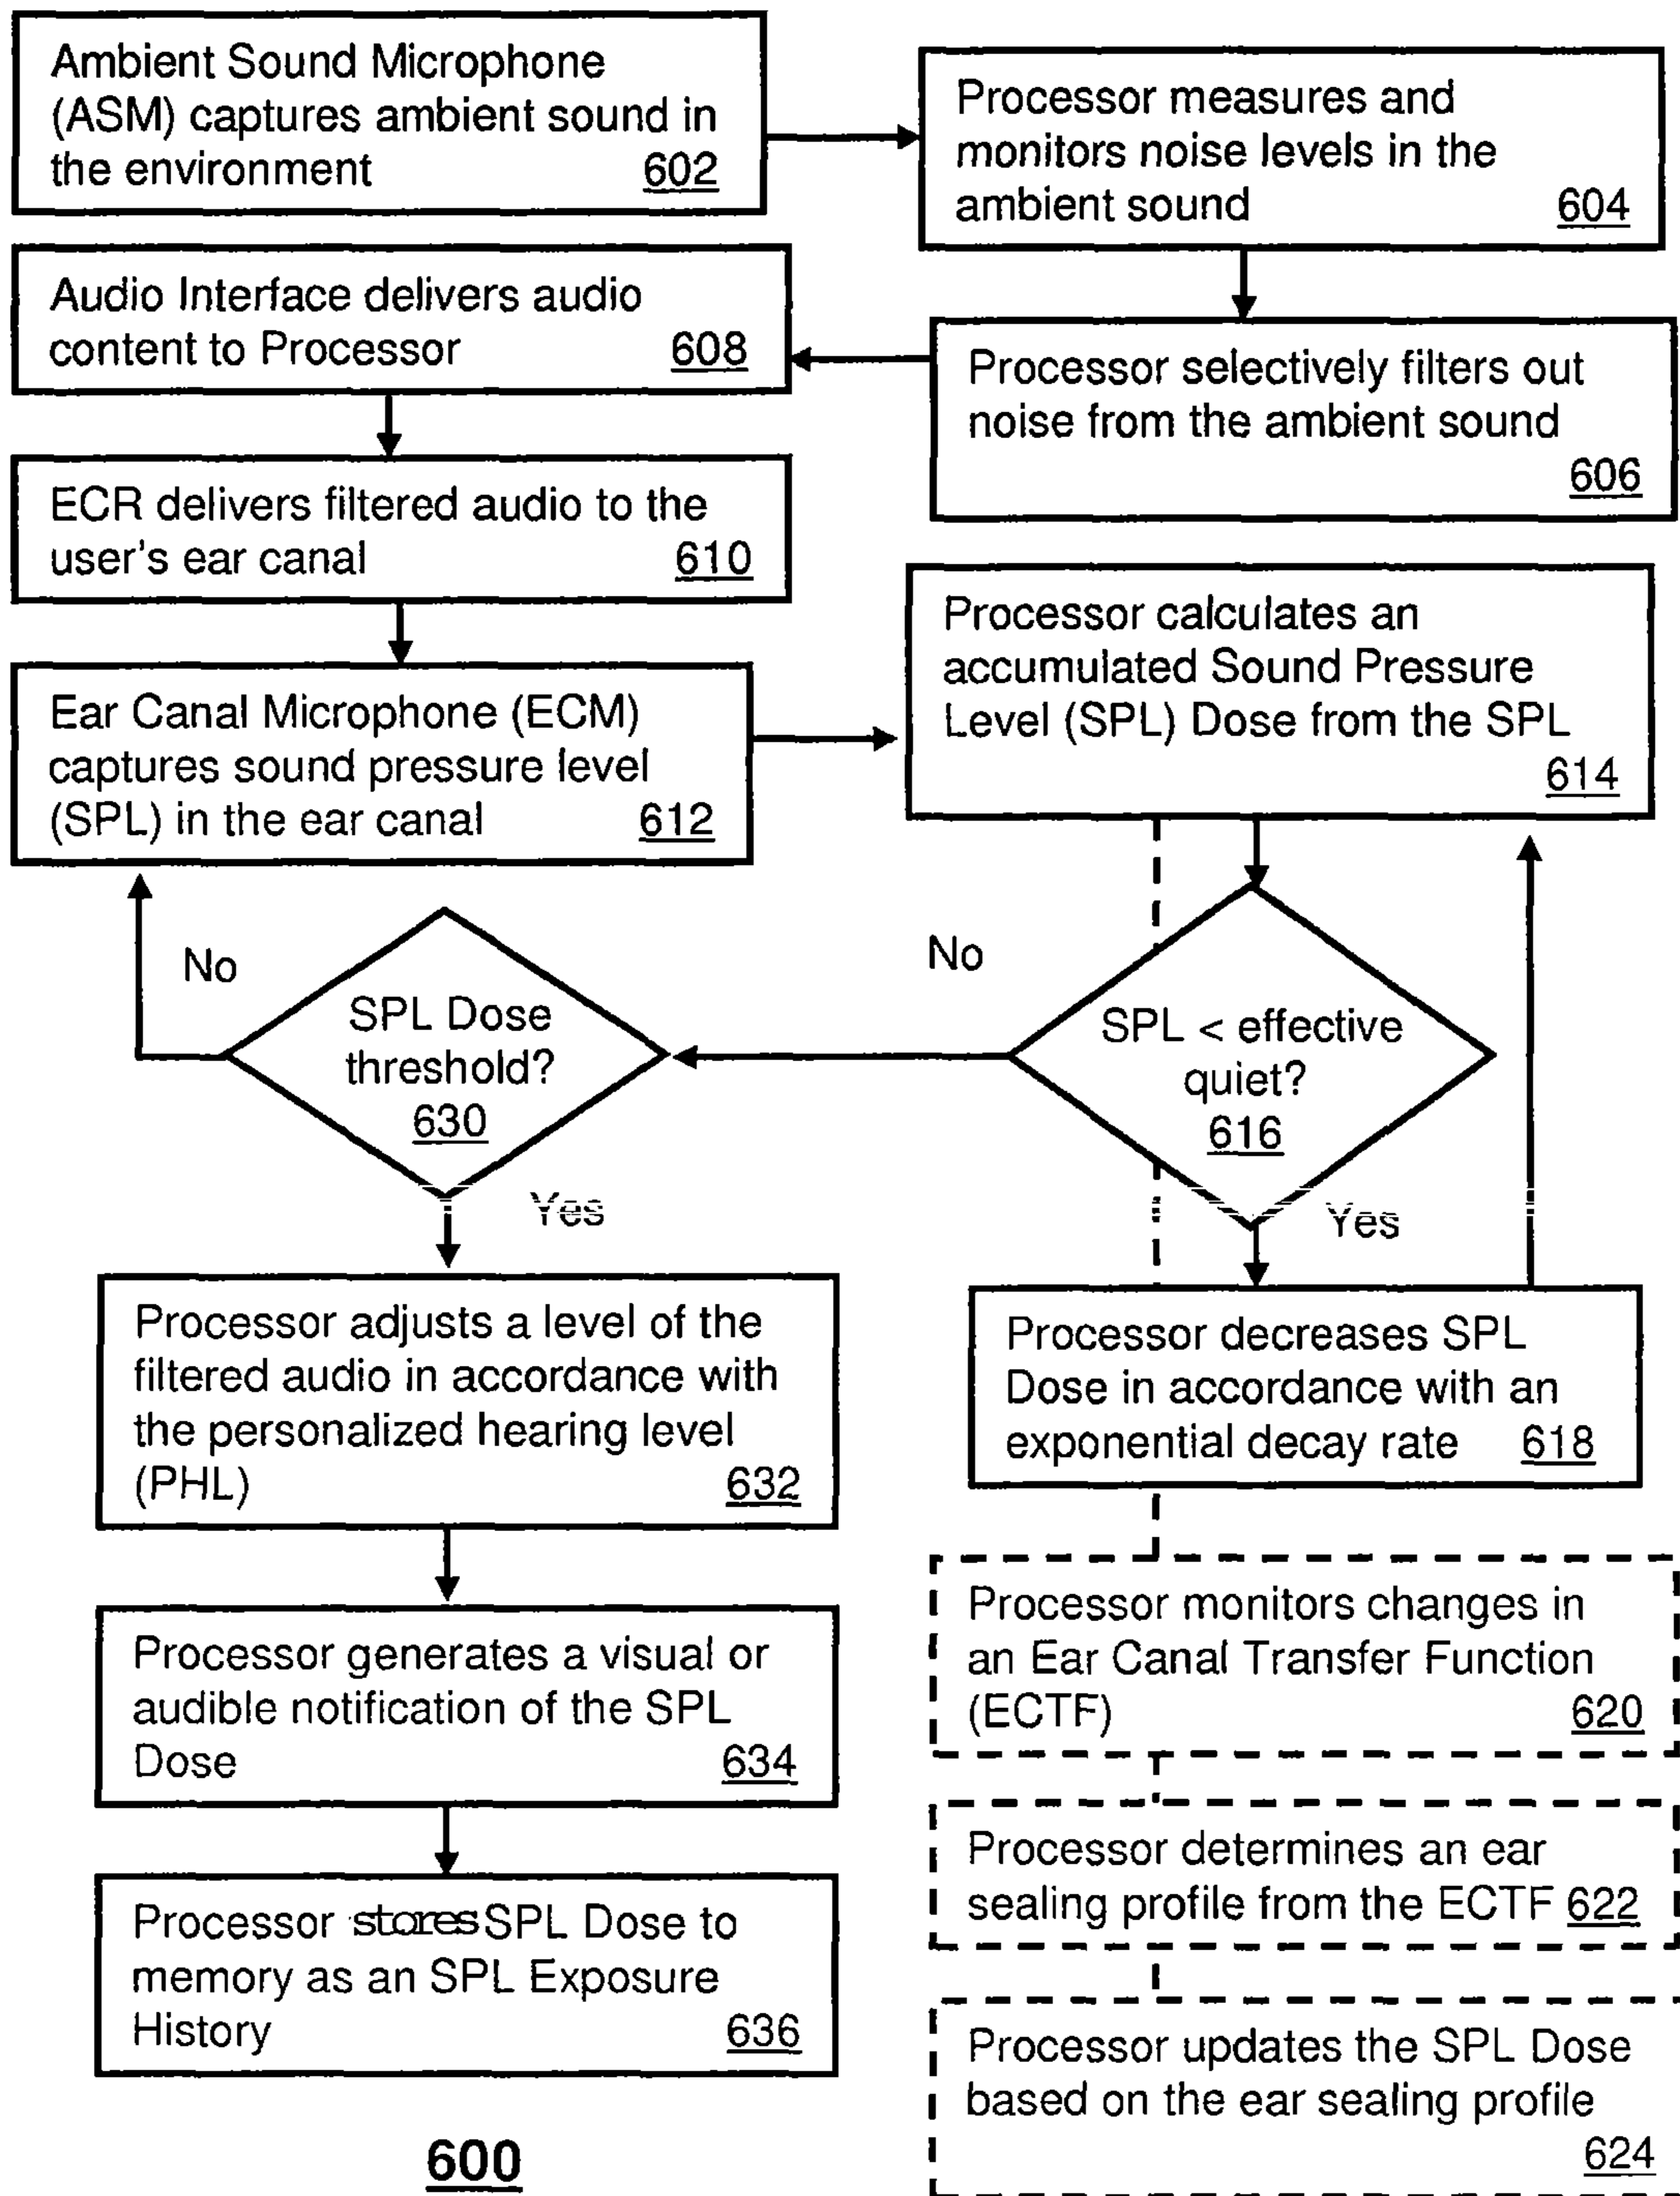 Ambient Sound Microphone
(ASM) captures ambient sound in
the environment 602
Processor measures and
monitors noise levels in the
ambient sound 604
Processor selectively filters out
noise from the ambient sound
606
Audio Interface delivers audio
content to Processor 608
ECR delivers filtered audio to the
user's ear canal 610
Ear Canal Microphone (ECM)
captures sound pressure level
(SPL) in the ear canal 612
Processor calculates an
accumulated Sound Pressure
Level (SPL) Dose from the SPL
614
SPL < effective
quiet?
616
No
Yes
Processor decreases SPL
Dose in accordance with an
exponential decay rate 618
Processor monitors changes in
an Ear Canal Transfer Function
(ECTF) 620
Processor determines an ear
sealing profile from the ECTF 622
Processor updates the SPL Dose
based on the ear sealing profile
624
SPL Dose
threshold?
630
No
Yes
Processor adjusts a level of the
filtered audio in accordance with
the personalized hearing level
(PHL) 632
Processor generates a visual or
audible notification of the SPL
Dose 634
Processor stores SPL Dose to
memory as an SPL Exposure
History 636
600